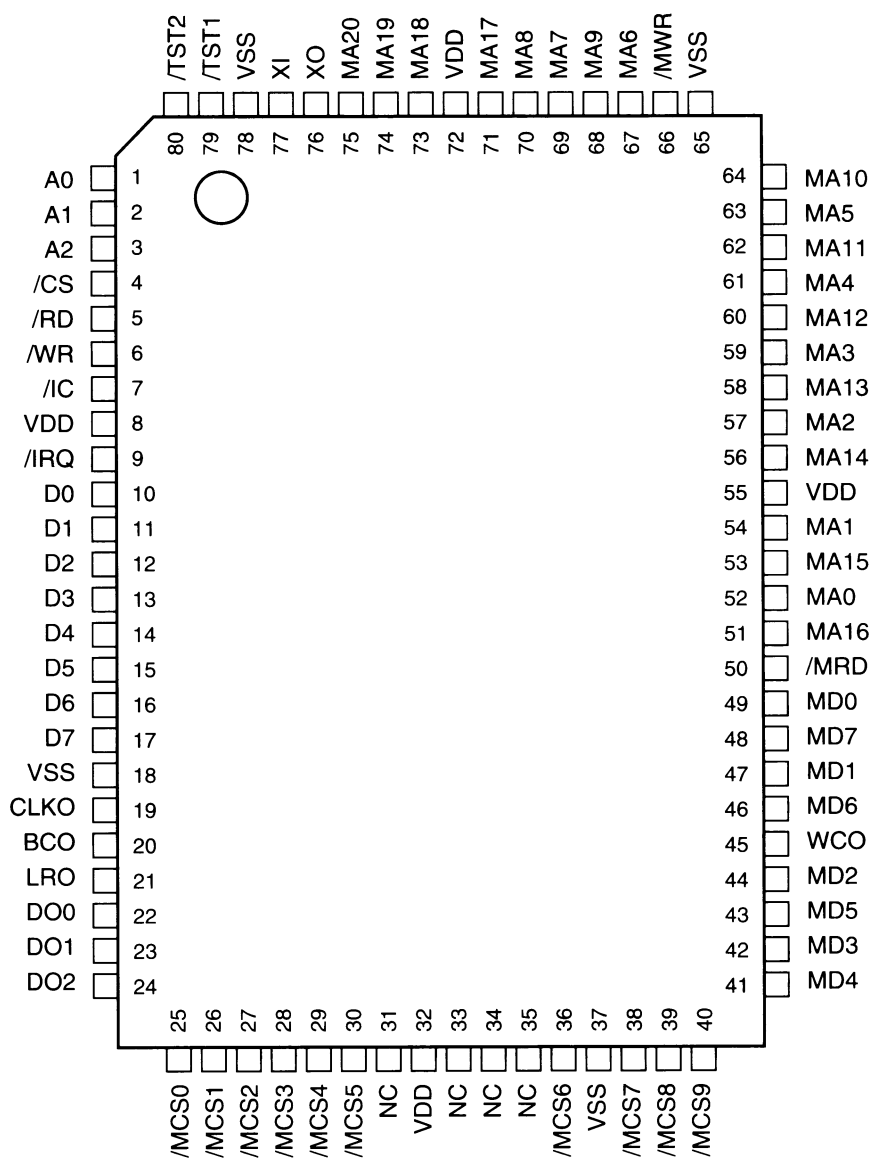 /TST2 /TST1 VSS XI XO MA20 MA19 MA18 VDD MA17 MA8 MA7 MA9 MA6 /MWR VSS
80 79 78 77 76 75 74 73 72 71 70 69 68 67 66 65
A0 1 64 MA10
A1 2 63 MA5
A2 3 62 MA11
/CS 4 61 MA4
/RD 5 60 MA12
/WR 6 59 MA3
/IC 7 58 MA13
VDD 8 57 MA2
/IRQ 9 56 MA14
D0 10 55 VDD
D1 11 54 MA1
D2 12 53 MA15
D3 13 52 MA0
D4 14 51 MA16
D5 15 50 /MRD
D6 16 49 MD0
D7 17 48 MD7
VSS 18 47 MD1
CLKO 19 46 MD6
BCO 20 45 WCO
LRO 21 44 MD2
DO0 22 43 MD5
DO1 23 42 MD3
DO2 24 41 MD4
25 26 27 28 29 30 31 32 33 34 35 36 37 38 39 40
/MCS0 /MCS1 /MCS2 /MCS3 /MCS4 /MCS5 NC VDD NC NC NC /MCS6 VSS /MCS7 /MCS8 /MCS9